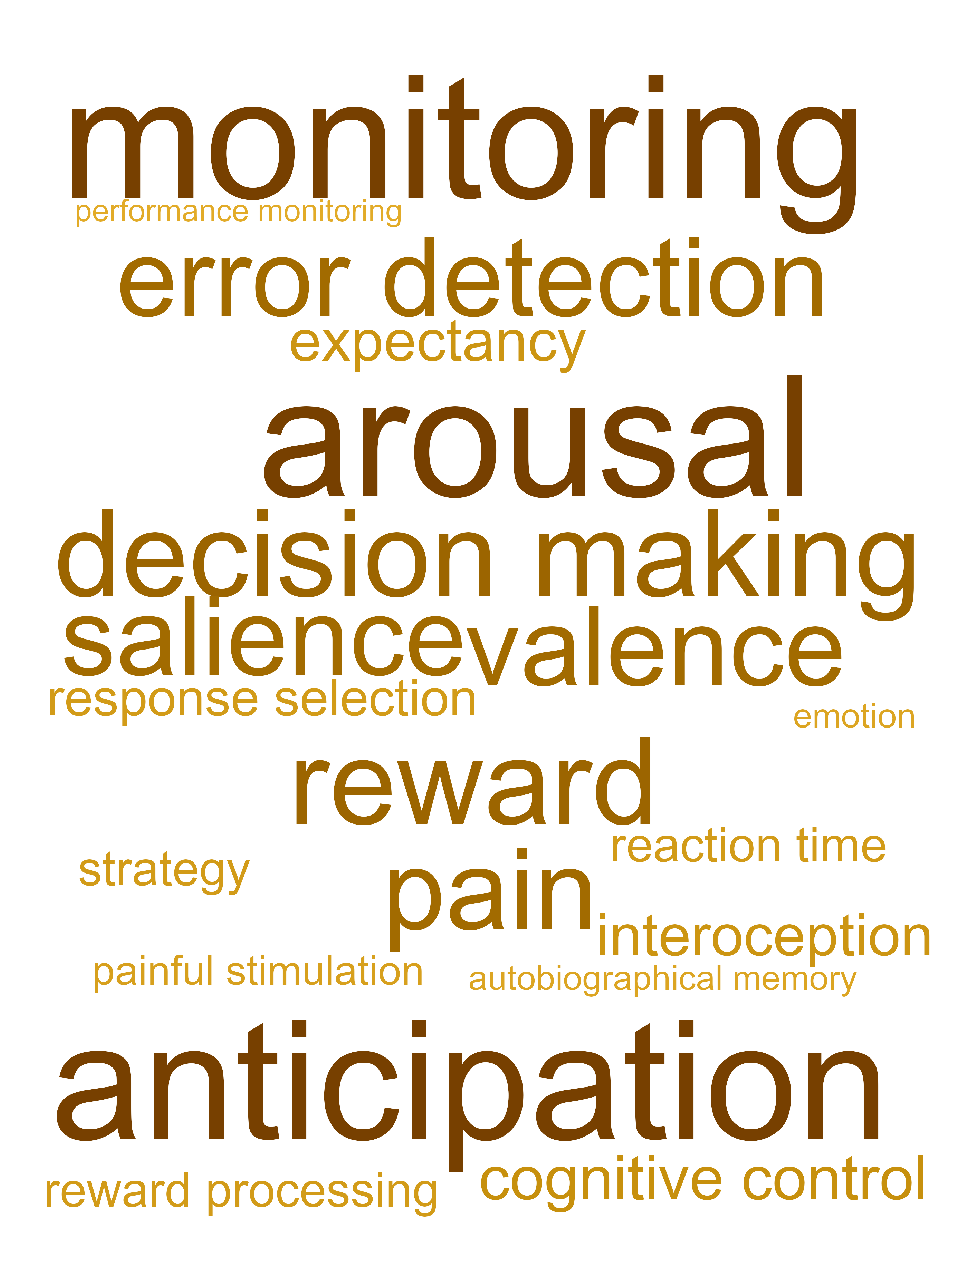 monitoring
performance monitoring
error detection
expectancy
arousal
decision making
salience valence
response selection
emotion
reward
reaction time
strategy
pain
interoception
painful stimulation
autobiographical memory
anticipation
reward processing
cognitive control